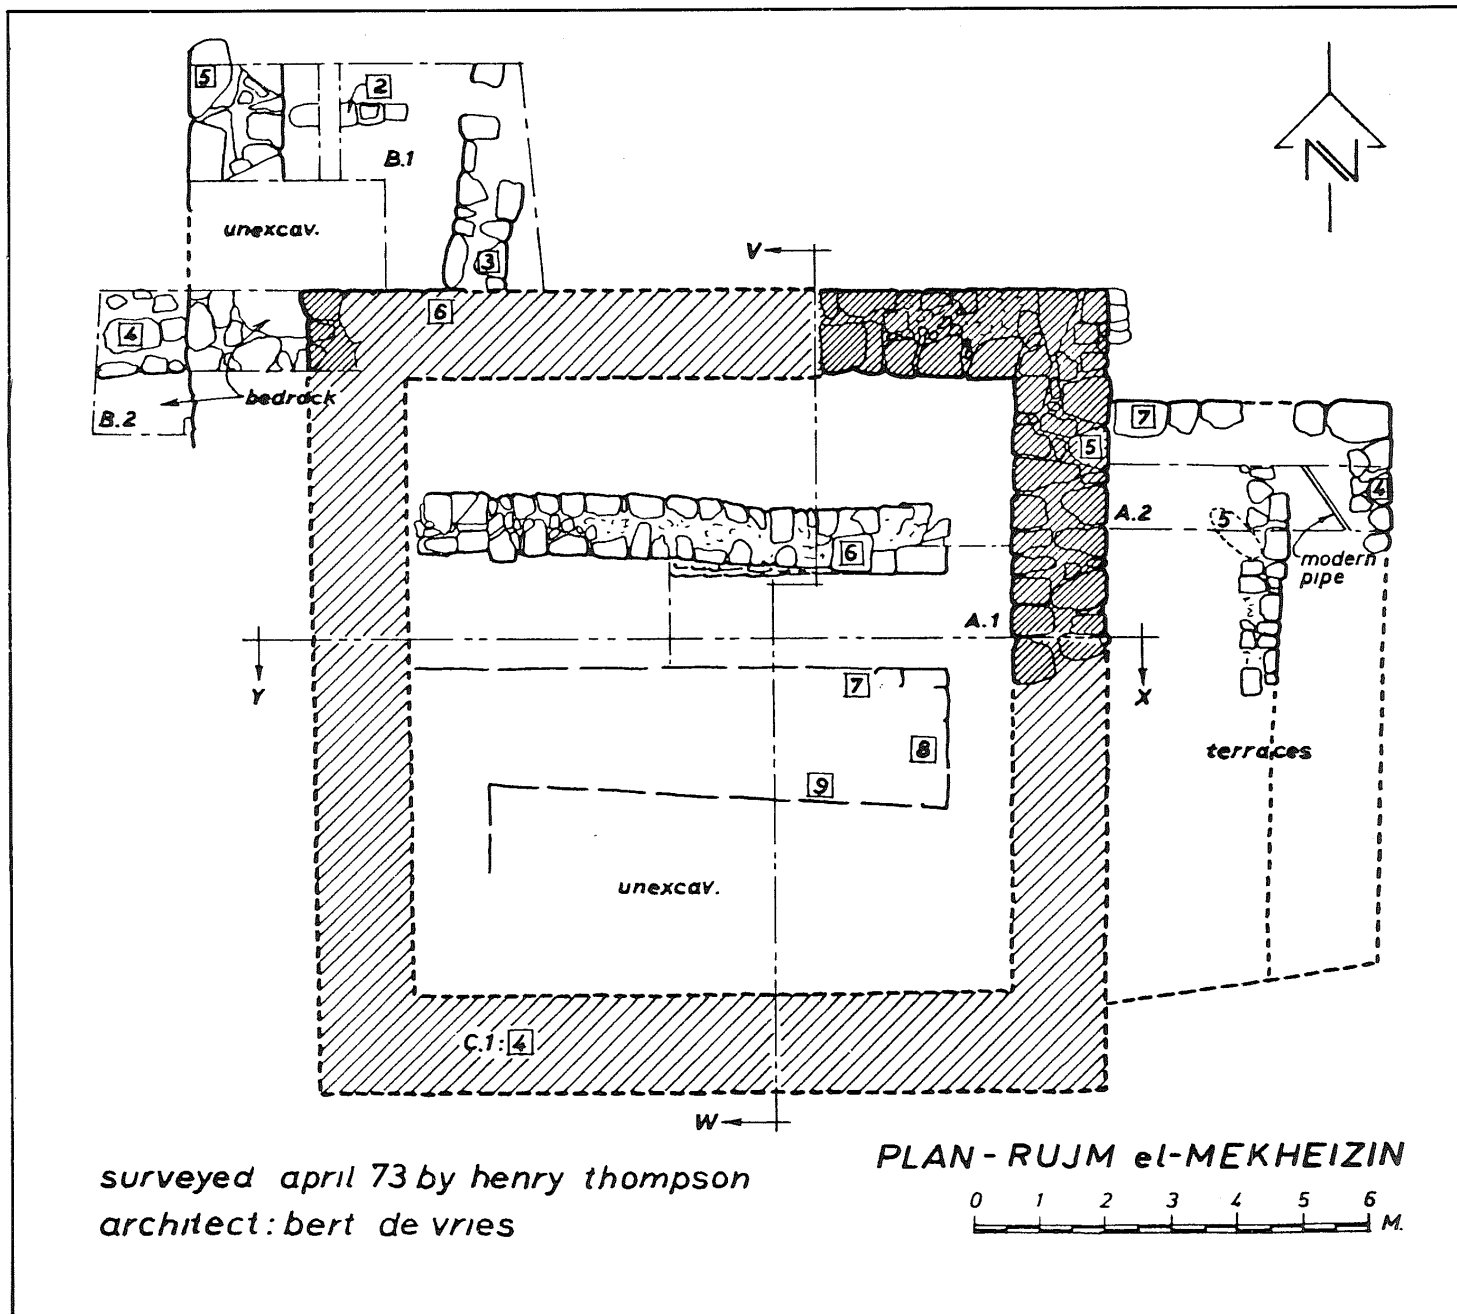 5
2
B.1
N
unexcav.
3
V
4
6
bedrock
B.2
7
5
4
A.2
5
6
modern
pipe
A.1
Y
X
7
8
terraces
9
unexcav.
C.1: 4
W
PLAN - RUJM el-MEKHEIZIN
surveyed april 73 by henry thompson
0 1 2 3 4 5 6
architect: bert de vries
M.